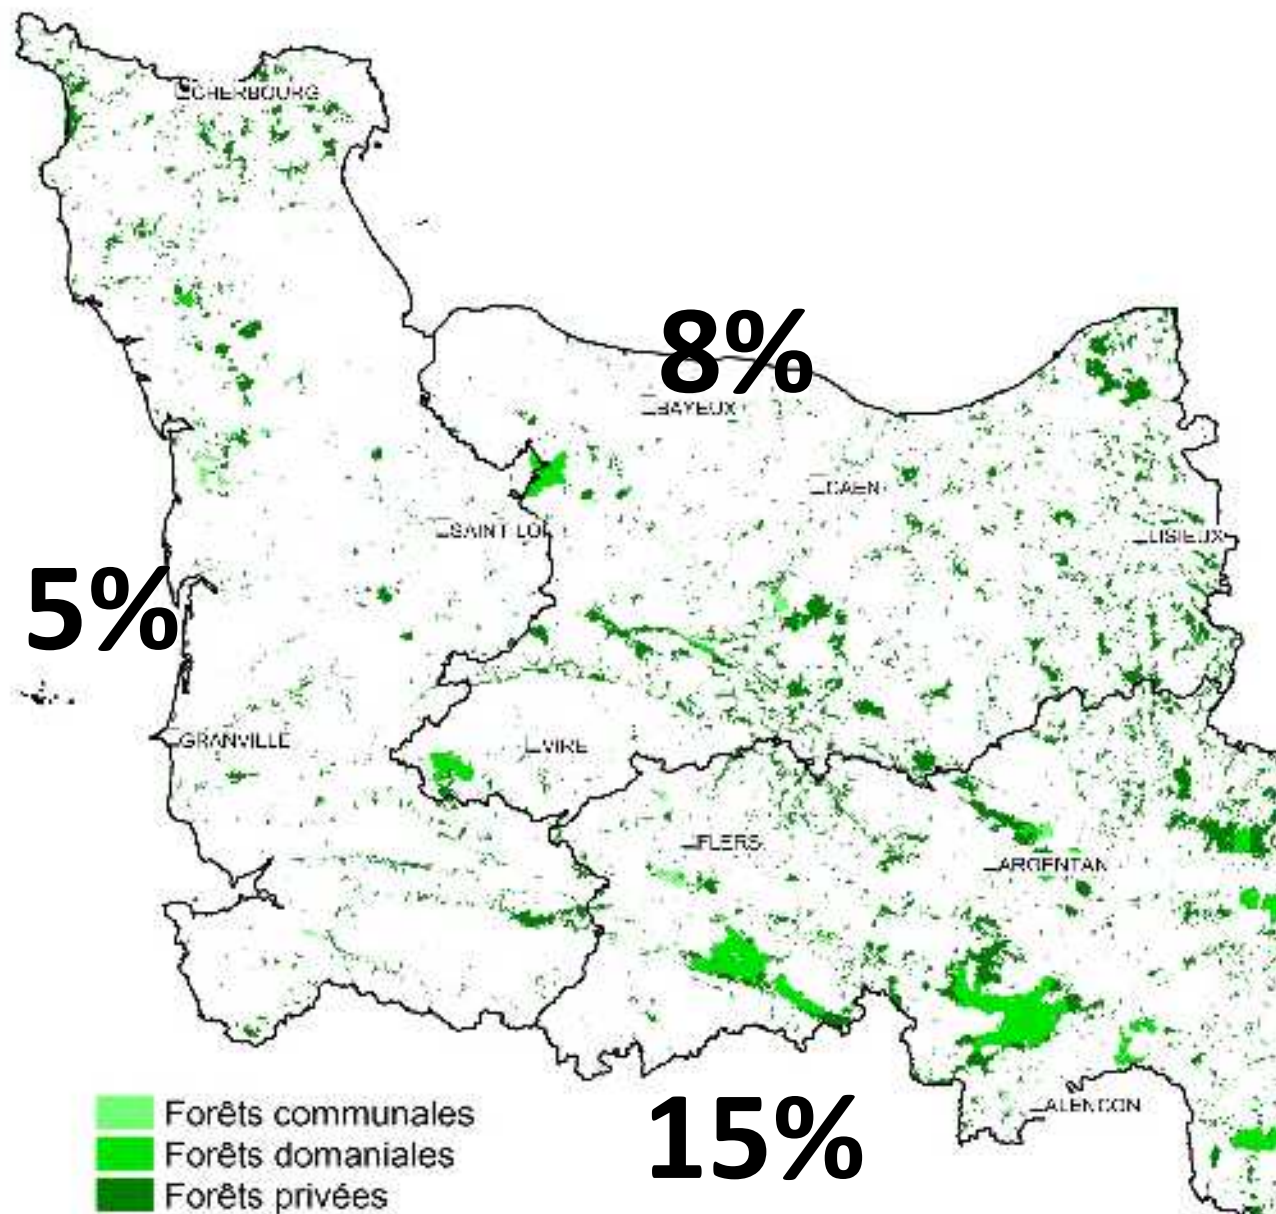 CHERBOURG
8%
BAYEUX
CAEN
SAINT LO
LISIEUX
5%
GRANVILLE
VIRE
FLERS
ARGENTAN
15%
ALENCON
Forêts communales
Forêts domaniales
Forêts privées